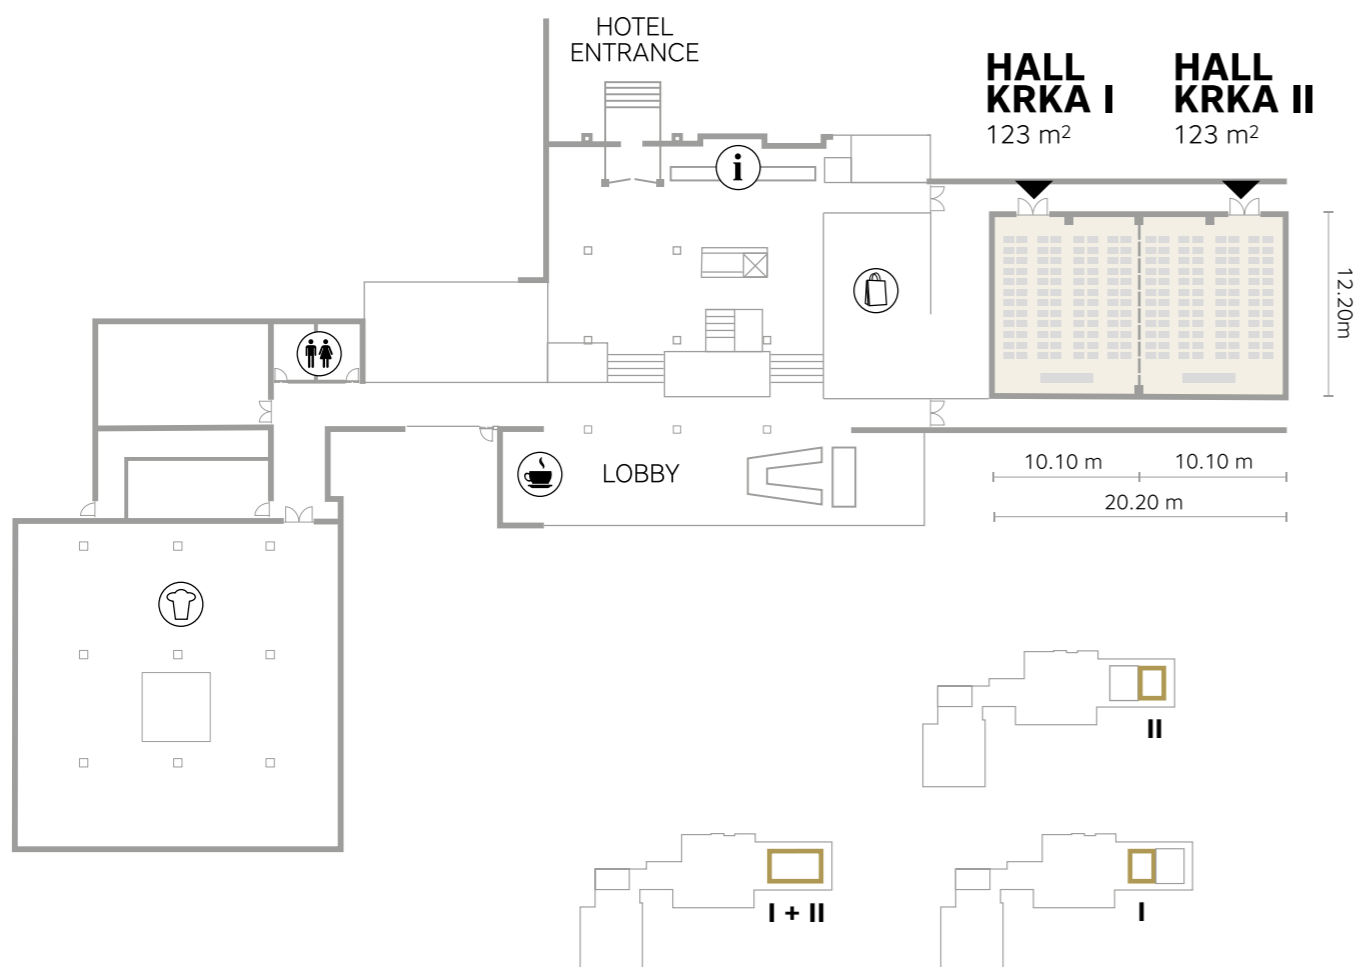 HOTEL
ENTRANCE
HALL
KRKA I
123 m²
HALL
KRKA II
123 m²
i
12.20m
LOBBY
10.10 m
10.10 m
20.20 m
II
I + II
I